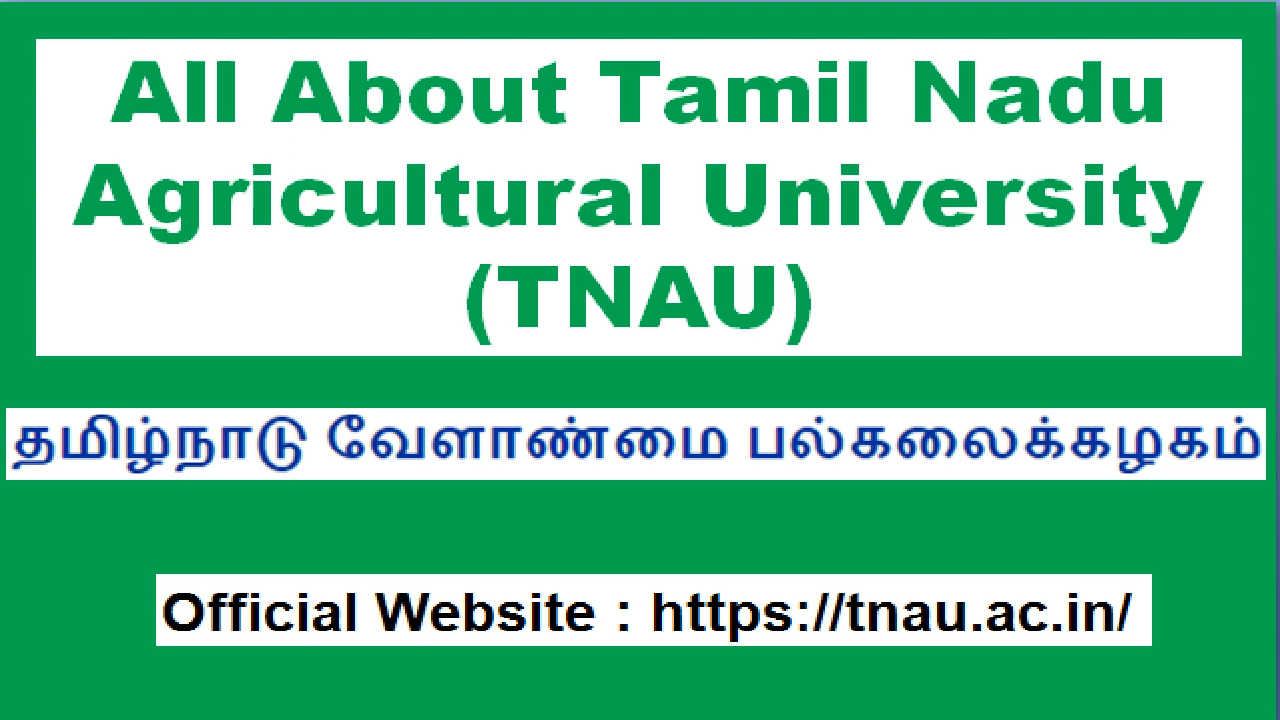 All About Tamil Nadu
Agricultural University
(TNAU)
தமிழ்நாடு வேளாண்மை பல்கலைக்கழகம்
Official Website : https://tnau.ac.in/